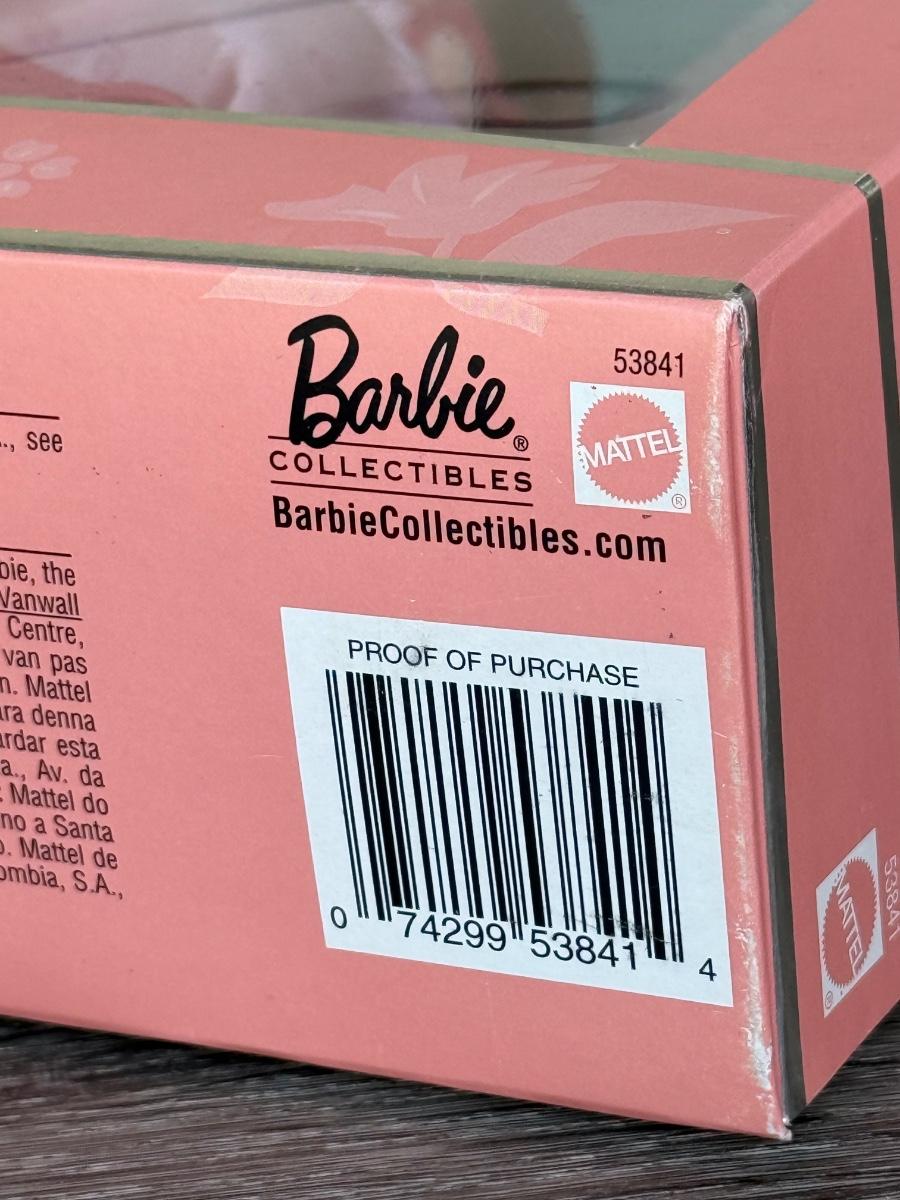 ., see
bie, the
Vanwall
Centre,
van pas
n. Mattel
ara denna
ardar esta
a., Av. da
Mattel do
no a Santa
o. Mattel de
ombia, S.A.,
Barbie®
COLLECTIBLES
BarbieCollectibles.com
53841
MATTEL
®
PROOF OF PURCHASE
0 74299 53841 4
MATTEL
®
53841